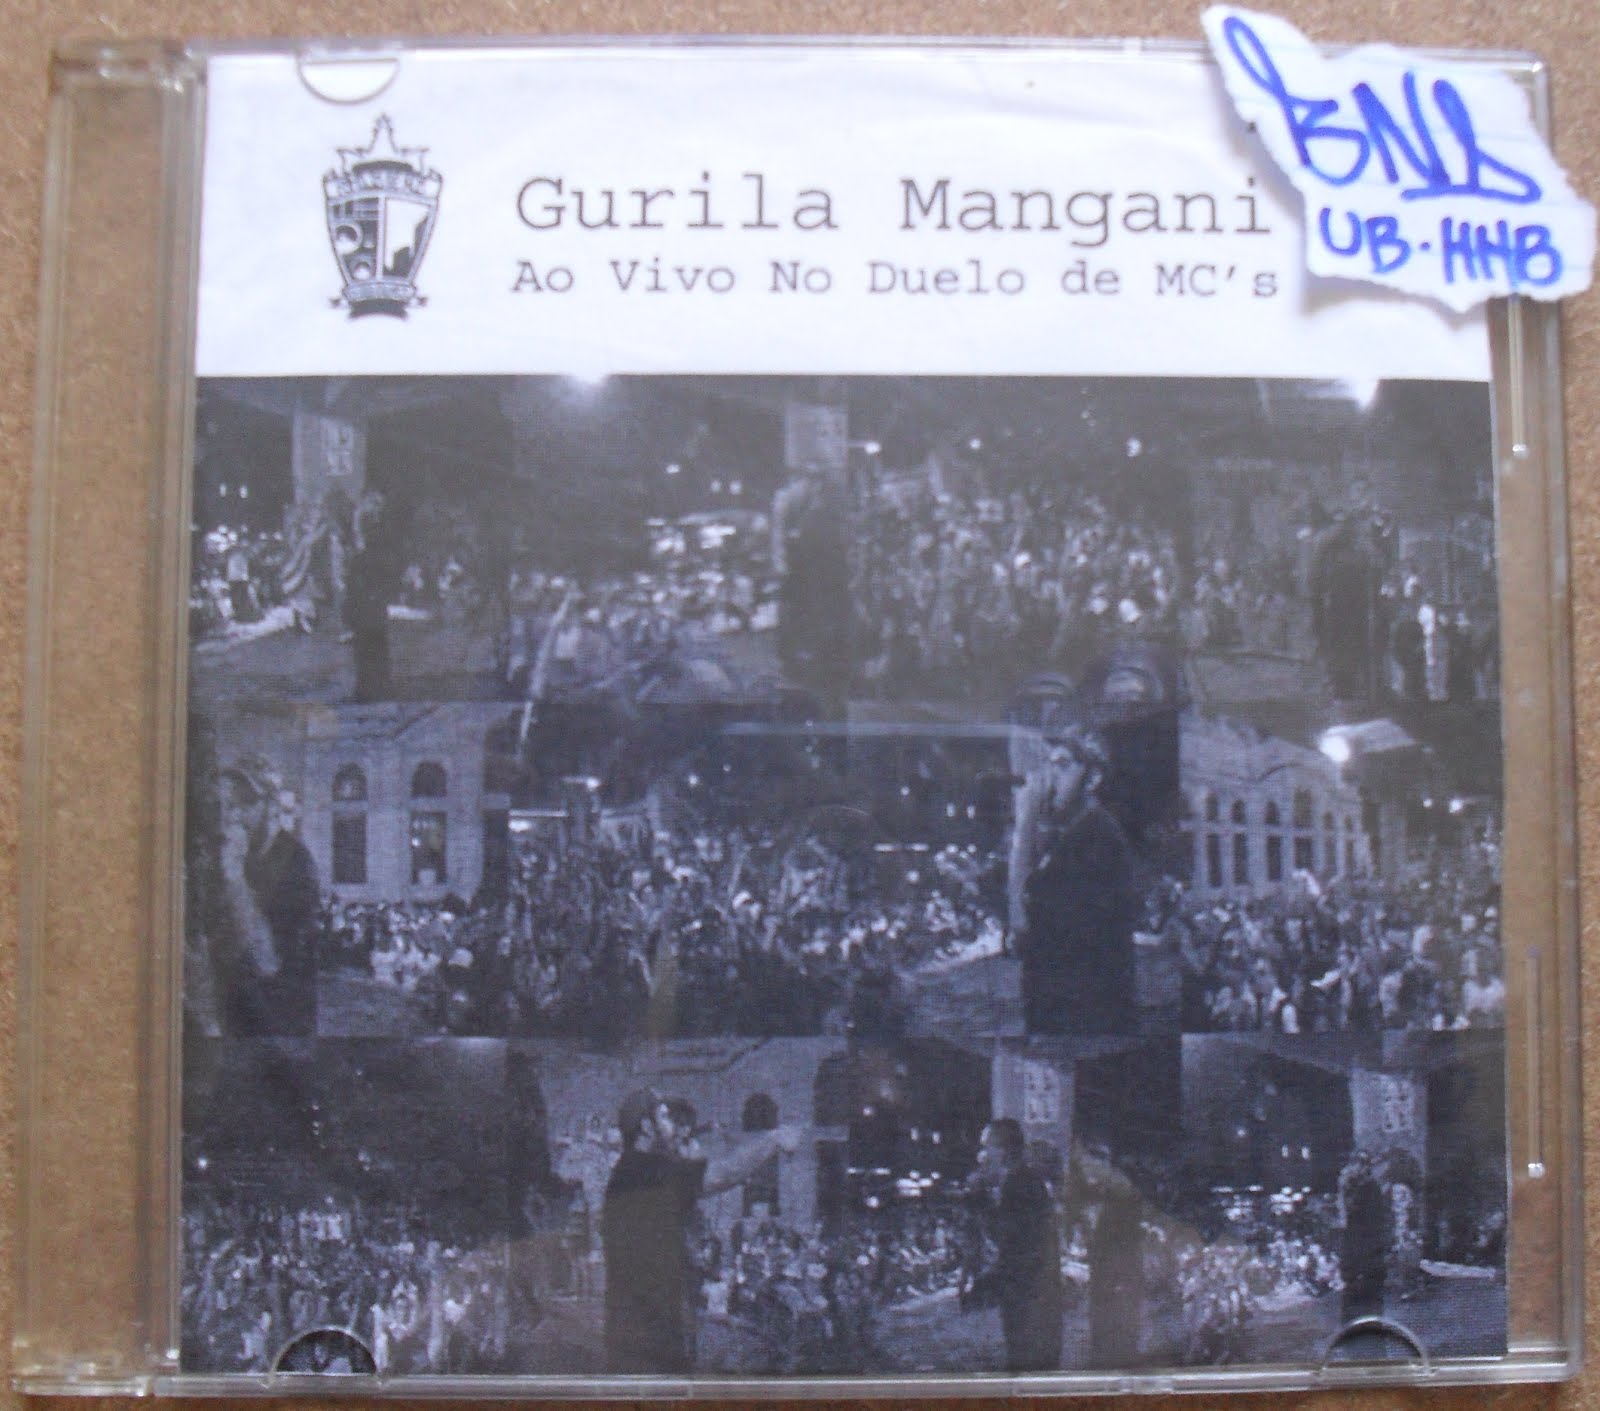 Gurila Mangani
Ao Vivo No Duelo de MC's
UB-HHB